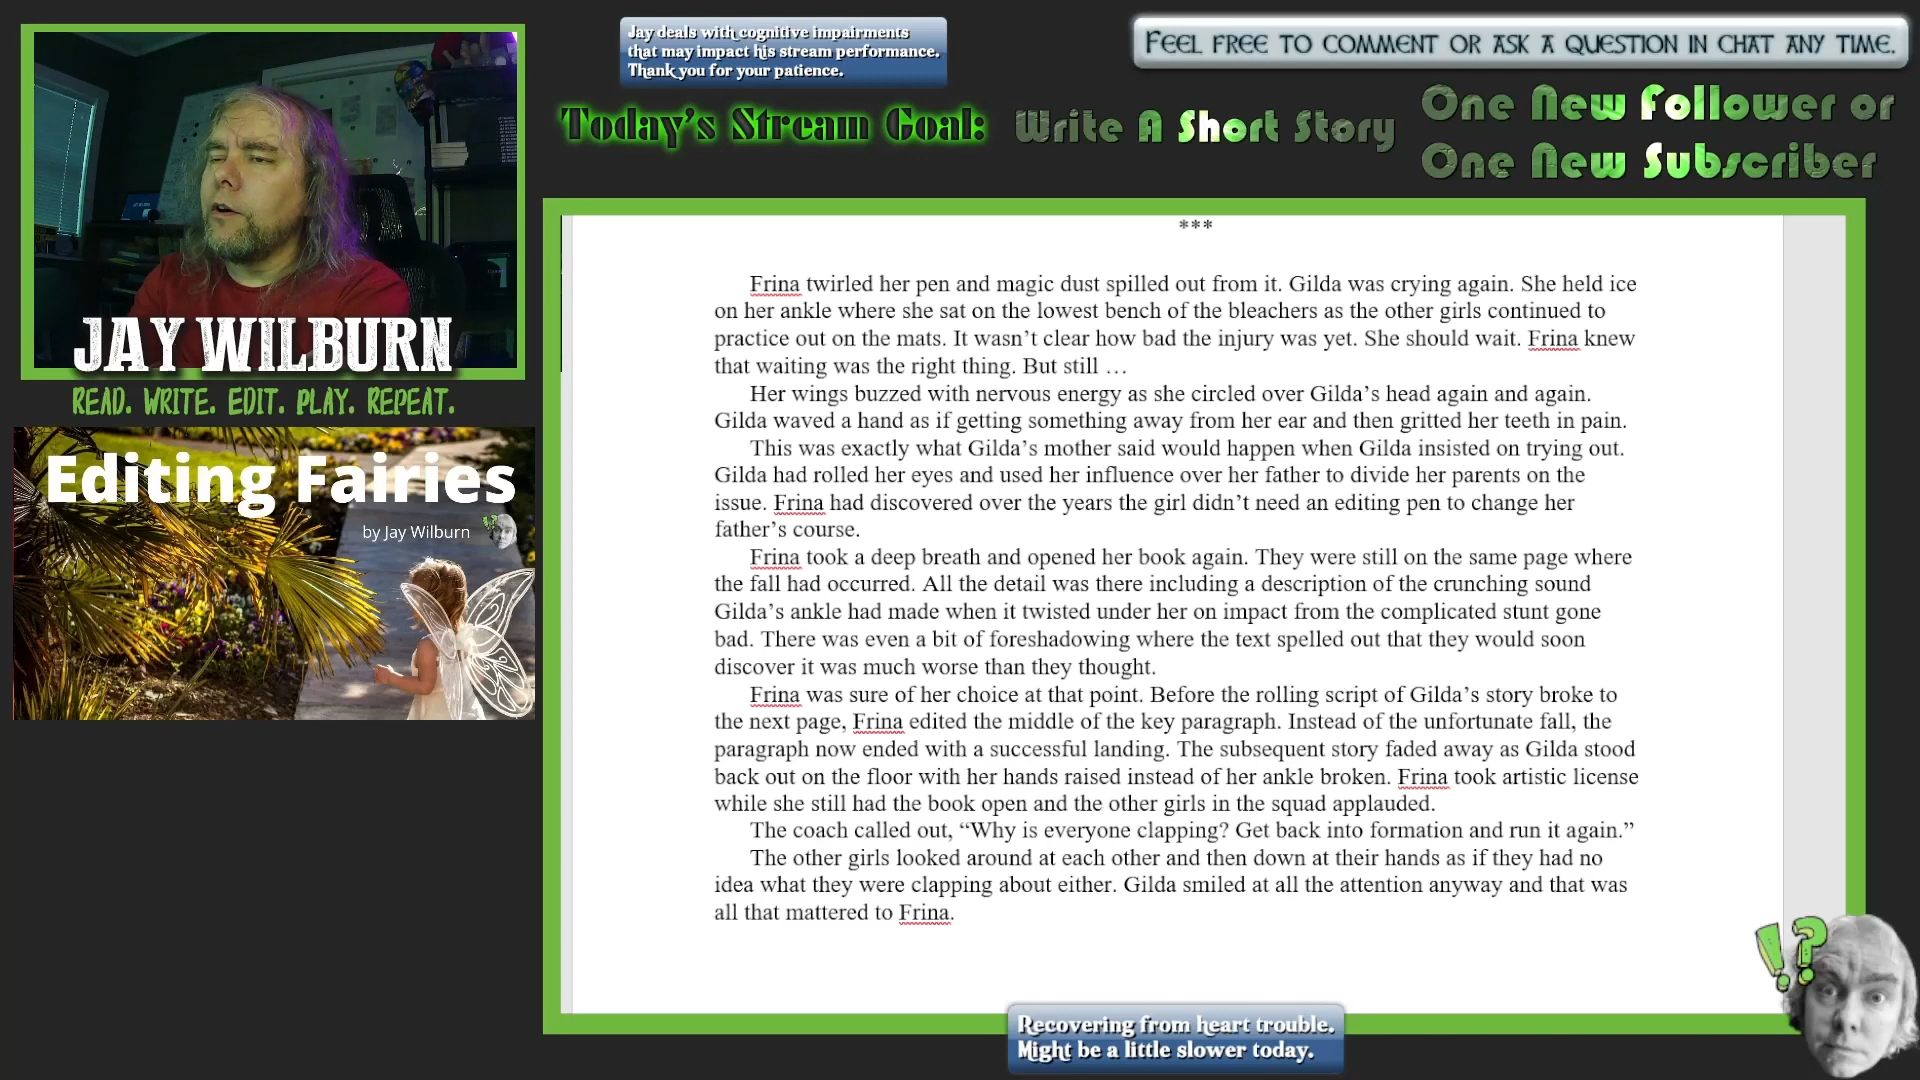 Jay deals with cognitive impairments
that may impact his stream performance.
Thank you for your patience.
Feel free to comment or ask a question in chat any time.
Today's Stream Goal:
Write A Short Story
One New Follower or
One New Subscriber
JAY WILBURN
READ. WRITE. EDIT. PLAY. REPEAT.
Editing Fairies
by Jay Wilburn
***
Frina twirled her pen and magic dust spilled out from it. Gilda was crying again. She held ice
on her ankle where she sat on the lowest bench of the bleachers as the other girls continued to
practice out on the mats. It wasn’t clear how bad the injury was yet. She should wait. Frina knew
that waiting was the right thing. But still …
Her wings buzzed with nervous energy as she circled over Gilda’s head again and again.
Gilda waved a hand as if getting something away from her ear and then gritted her teeth in pain.
This was exactly what Gilda’s mother said would happen when Gilda insisted on trying out.
Gilda had rolled her eyes and used her influence over her father to divide her parents on the
issue. Frina had discovered over the years the girl didn’t need an editing pen to change her
father’s course.
Frina took a deep breath and opened her book again. They were still on the same page where
the fall had occurred. All the detail was there including a description of the crunching sound
Gilda’s ankle had made when it twisted under her on impact from the complicated stunt gone
bad. There was even a bit of foreshadowing where the text spelled out that they would soon
discover it was much worse than they thought.
Frina was sure of her choice at that point. Before the rolling script of Gilda’s story broke to
the next page, Frina edited the middle of the key paragraph. Instead of the unfortunate fall, the
paragraph now ended with a successful landing. The subsequent story faded away as Gilda stood
back out on the floor with her hands raised instead of her ankle broken. Frina took artistic license
while she still had the book open and the other girls in the squad applauded.
The coach called out, “Why is everyone clapping? Get back into formation and run it again.”
The other girls looked around at each other and then down at their hands as if they had no
idea what they were clapping about either. Gilda smiled at all the attention anyway and that was
all that mattered to Frina.
!?
Recovering from heart trouble.
Might be a little slower today.